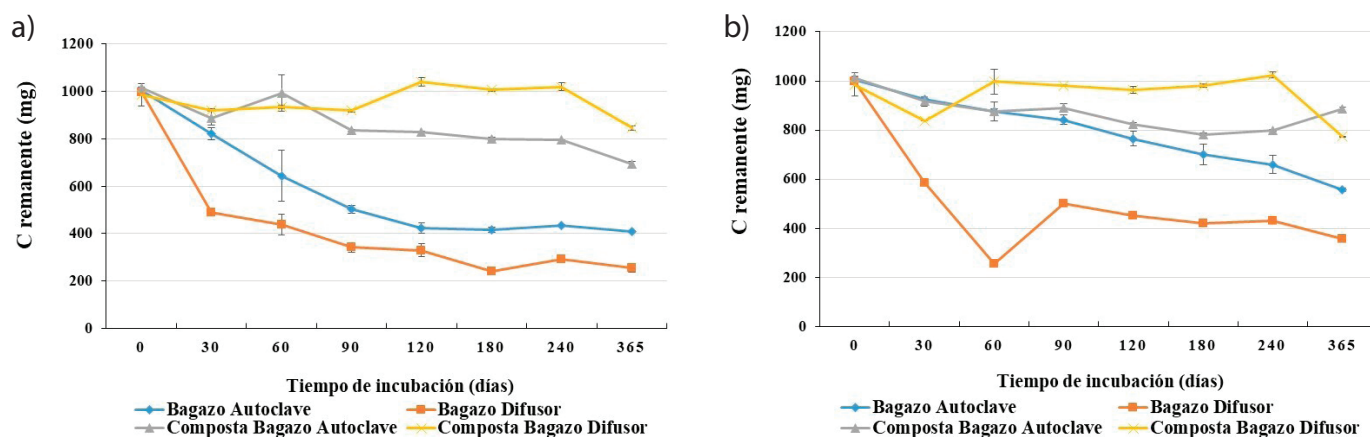 a)
1200
1000
800
600
400
200
0
C remanente (mg)
0 30 60 90 120 180 240 365
Tiempo de incubación (días)
Bagazo Autoclave Bagazo Difusor
Composta Bagazo Autoclave Composta Bagazo Difusor
b)
1200
1000
800
600
400
200
0
C remanente (mg)
0 30 60 90 120 180 240 365
Tiempo de incubación (días)
Bagazo Autoclave Bagazo Difusor
Composta Bagazo Autoclave Composta Bagazo Difusor